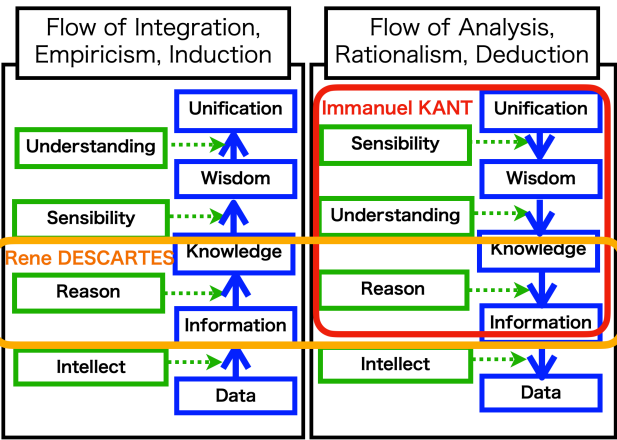 Flow of Integration,
Empiricism, Induction
Unification
Understanding
Wisdom
Sensibility
Rene DESCARTES
Knowledge
Reason
Information
Intellect
Data
Flow of Analysis,
Rationalism, Deduction
Immanuel KANT
Unification
Sensibility
Wisdom
Understanding
Knowledge
Reason
Information
Intellect
Data